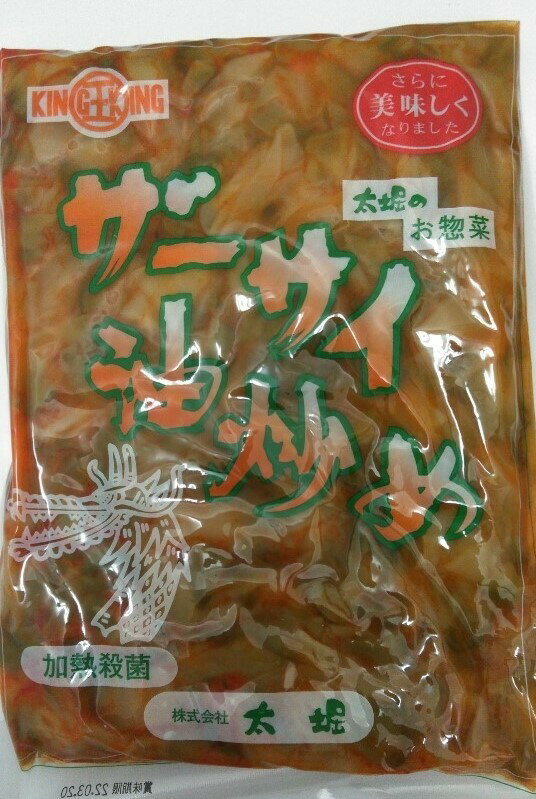 KING 王 KING
さらに
美味しく
なりました
太堀の
お惣菜
ザーサイ
油炒め
加熱殺菌
株式会社 太堀
賞味期限 22.03.20